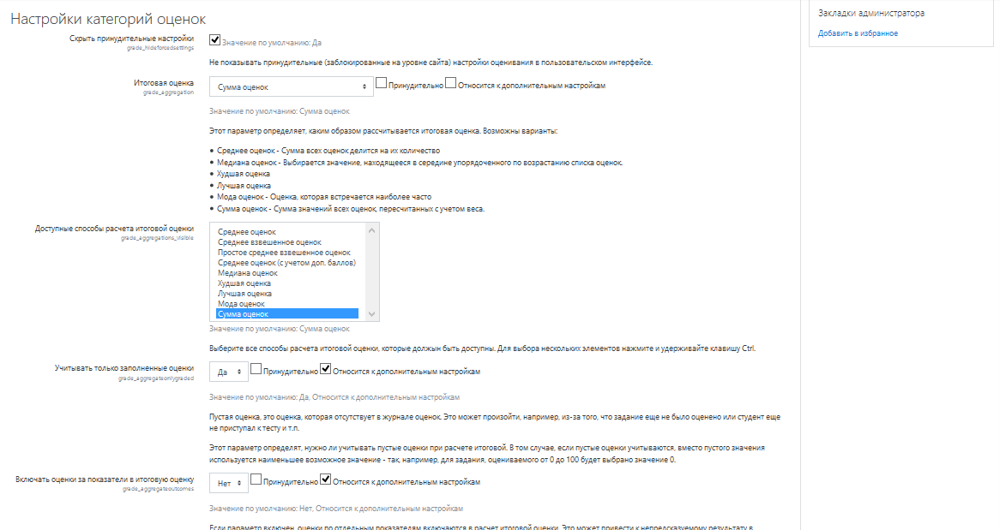 Настройки категорий оценок
Закладки администратора
Добавить в избранное
Скрыть принудительные настройки
grade_hideforcedsettings
Значение по умолчанию: Да
Не показывать принудительные (заблокированные на уровне сайта) настройки оценивания в пользовательском интерфейсе.
Итоговая оценка
grade_aggregation
Сумма оценок
Принудительно
Относится к дополнительным настройкам
Значение по умолчанию: Сумма оценок
Этот параметр определяет, каким образом рассчитывается итоговая оценка. Возможны варианты:
• Среднее оценок - Сумма всех оценок делится на их количество
• Медиана оценок - Выбирается значение, находящееся в середине упорядоченного по возрастанию списка оценок.
• Худшая оценка
• Лучшая оценка
• Мода оценок - Оценка, которая встречается наиболее часто
• Сумма оценок - Сумма значений всех оценок, пересчитанных с учетом веса.
Доступные способы расчета итоговой оценки
grade_aggregations_visible
Среднее оценок
Среднее взвешенное оценок
Простое среднее взвешенное оценок
Среднее оценок (с учетом доп. баллов)
Медиана оценок
Худшая оценка
Лучшая оценка
Мода оценок
Сумма оценок
Значение по умолчанию: Сумма оценок
Выберите все способы расчета итоговой оценки, которые должын быть доступны. Для выбора нескольких элементов нажмите и удерживайте клавишу Ctrl.
Учитывать только заполненные оценки
grade_aggregateonlygraded
Да
Принудительно
Относится к дополнительным настройкам
Значение по умолчанию: Да, Относится к дополнительным настройкам
Пустая оценка, это оценка, которая отсутствует в журнале оценок. Это может произойти, например, из-за того, что задание еще не было оценено или студент еще
не приступал к тесту и т.п.
Этот параметр определят, нужно ли учитывать пустые оценки при расчете итоговой. В том случае, если пустые оценки учитываются, вместо пустого значения
используется наименьшее возможное значение - так, например, для задания, оцениваемого от 0 до 100 будет выбрано значение 0.
Включать оценки за показатели в итоговую оценку
grade_aggregateoutcomes
Нет
Принудительно
Относится к дополнительным настройкам
Значение по умолчанию: Нет, Относится к дополнительным настройкам
Если параметр включен, оценки по отдельным показателям включаются в расчет итоговой оценки. Это может привести к непредсказуемому результату в